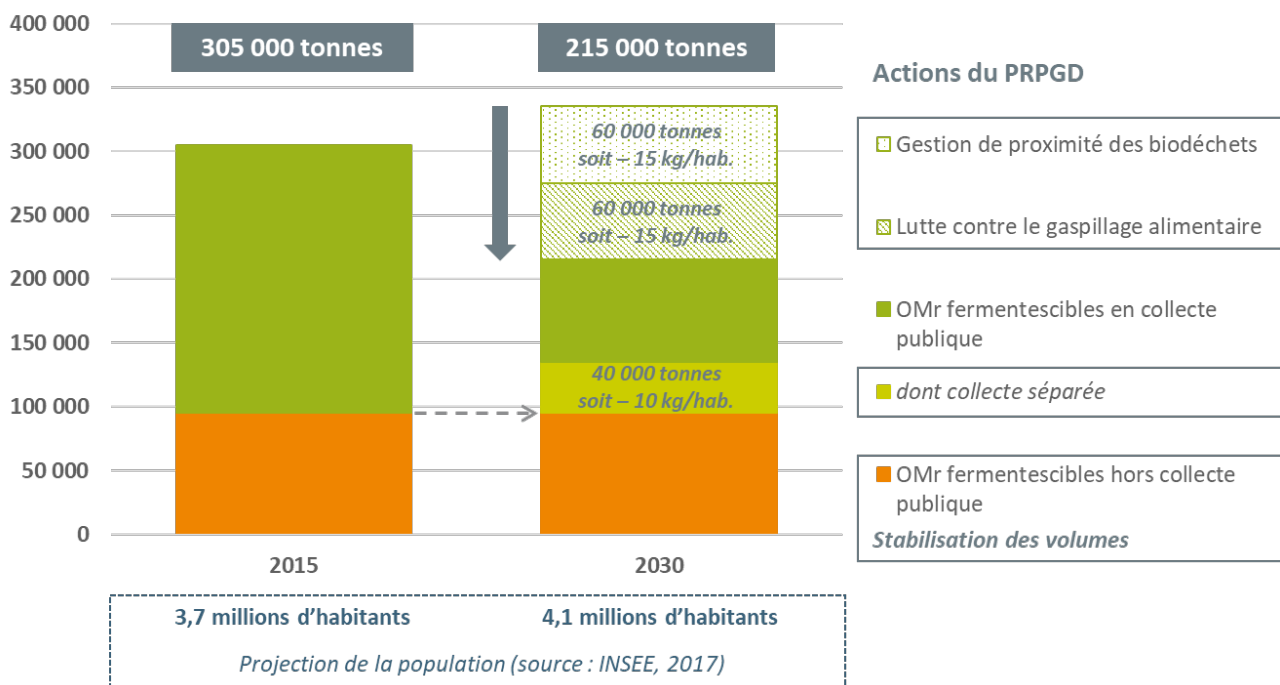 400 000
350 000
300 000
250 000
200 000
150 000
100 000
50 000
0
305 000 tonnes
215 000 tonnes
60 000 tonnes
soit – 15 kg/hab.
60 000 tonnes
soit – 15 kg/hab.
40 000 tonnes
soit – 10 kg/hab.
2015
2030
3,7 millions d’habitants
4,1 millions d’habitants
Projection de la population (source : INSEE, 2017)
Actions du PRPGD
Gestion de proximité des biodéchets
Lutte contre le gaspillage alimentaire
OMr fermentescibles en collecte
publique
dont collecte séparée
OMr fermentescibles hors collecte
publique
Stabilisation des volumes